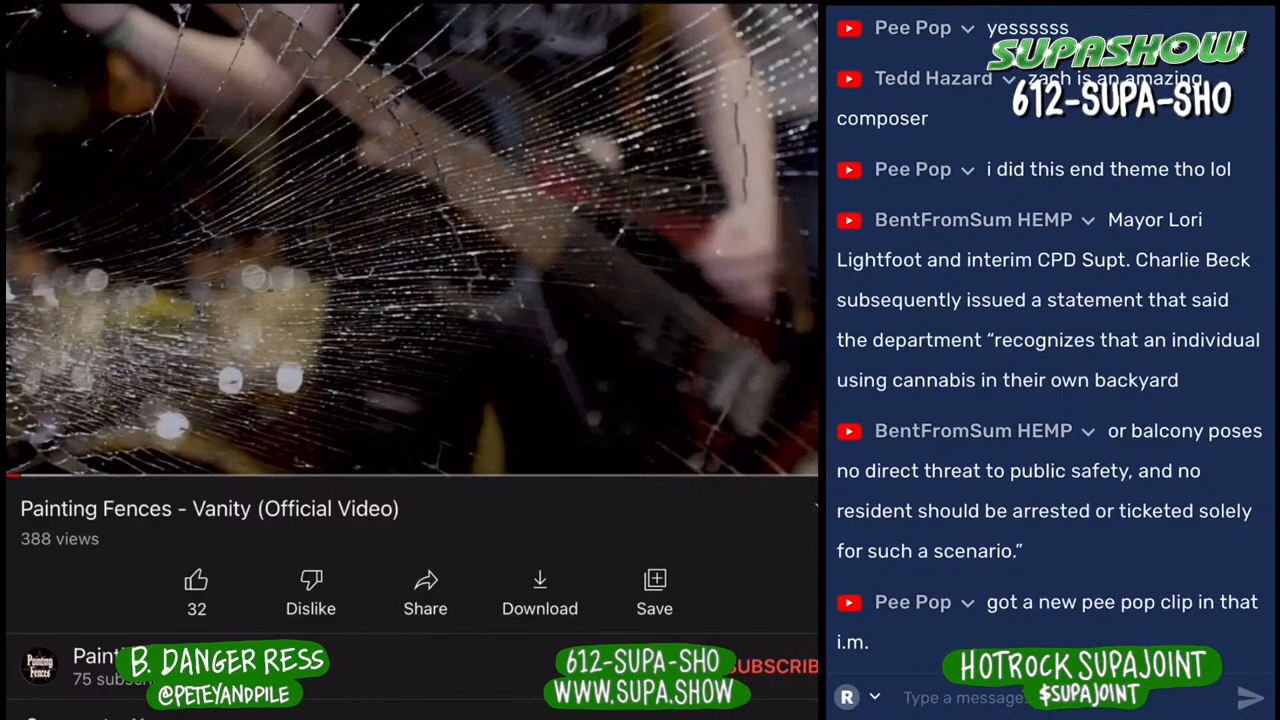 Painting Fences - Vanity (Official Video)
388 views
32
Dislike
Share
Download
Save
Painting Fences
75
SUBSCRIB
B. DANGER RESS
@PETEYANDPILE
612-SUPA-SHO
WWW.SUPA.SHOW
Pee Pop yessssss
SUPASHOW
612-SUPA-SHO
Tedd Hazard zach is an amazing
composer
Pee Pop i did this end theme tho lol
BentFromSum HEMP Mayor Lori
Lightfoot and interim CPD Supt. Charlie Beck
subsequently issued a statement that said
the department “recognizes that an individual
using cannabis in their own backyard
BentFromSum HEMP or balcony poses
no direct threat to public safety, and no
resident should be arrested or ticketed solely
for such a scenario.”
Pee Pop got a new pee pop clip in that
i.m.
HOTROCK SUPAJOINT
$SUPAJOINT
R Type a message